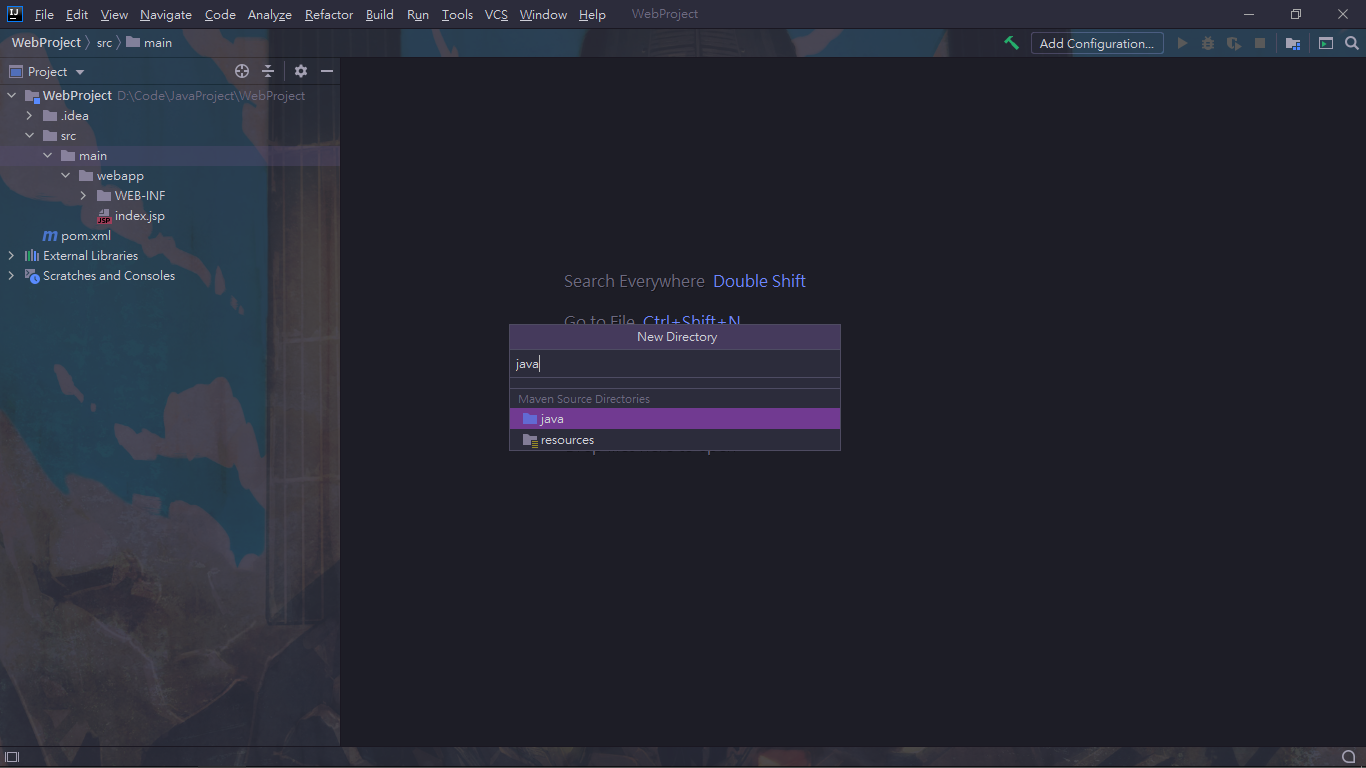 File Edit View Navigate Code Analyze Refactor Build Run Tools VCS Window Help WebProject
WebProject src main
Add Configuration...
Project
WebProject D:\Code\JavaProject\WebProject
.idea
src
main
webapp
WEB-INF
JSP index.jsp
m pom.xml
External Libraries
Scratches and Consoles
Search Everywhere Double Shift
Go to File Ctrl+Shift+N
New Directory
java
Maven Source Directories
java
resources